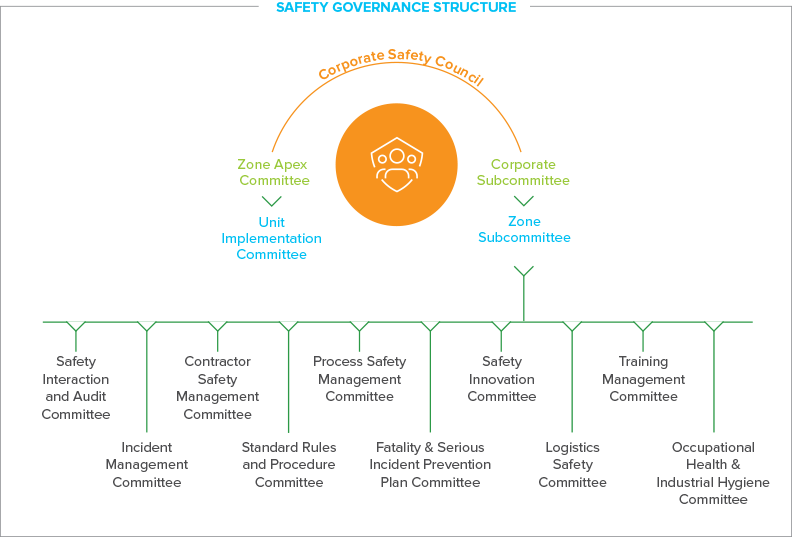 SAFETY GOVERNANCE STRUCTURE
Corporate Safety Council
Zone Apex
Committee
Unit
Implementation
Committee
Corporate
Subcommittee
Zone
Subcommittee
Safety
Interaction
and Audit
Committee
Incident
Management
Committee
Contractor
Safety
Management
Committee
Standard Rules
and Procedure
Committee
Process Safety
Management
Committee
Fatality & Serious
Incident Prevention
Plan Committee
Safety
Innovation
Committee
Logistics
Safety
Committee
Training
Management
Committee
Occupational
Health &
Industrial Hygiene
Committee